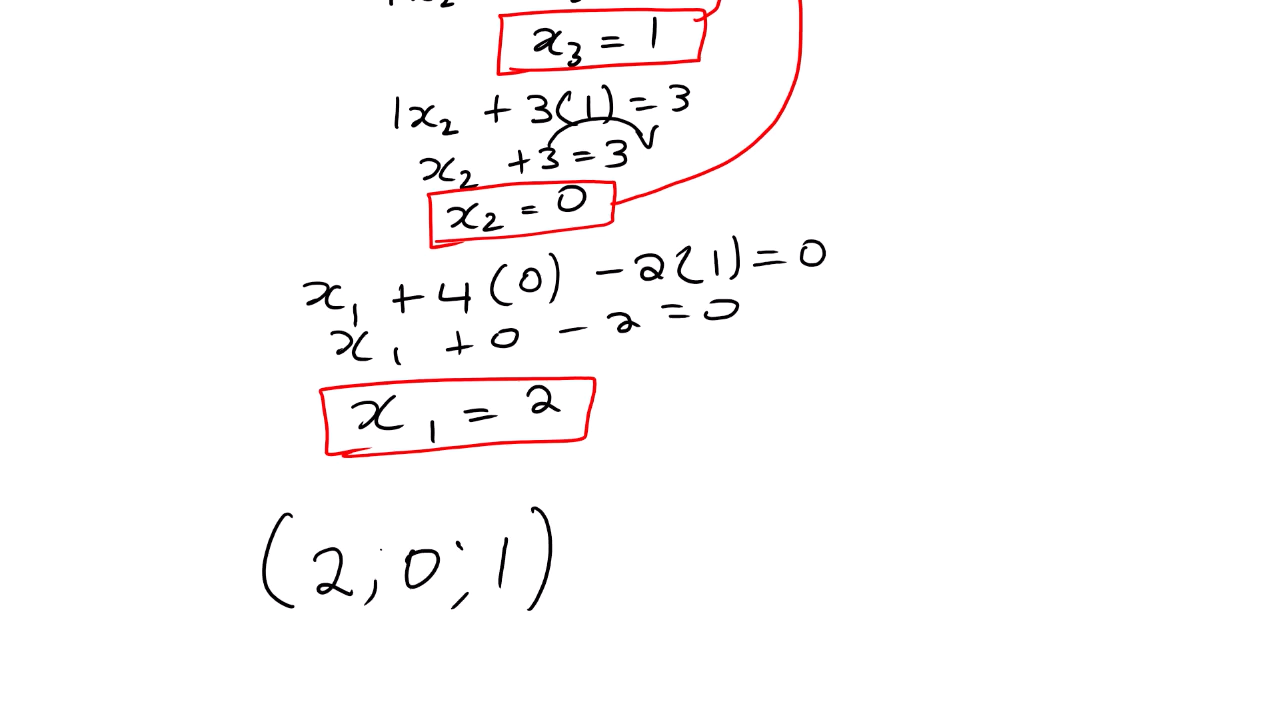 x₃ = 1
1x₂ + 3(1) = 3
x₂ + 3 = 3
x₂ = 0
x₁ + 4(0) - 2(1) = 0
x₁ + 0 - 2 = 0
x₁ = 2
(2; 0; 1)